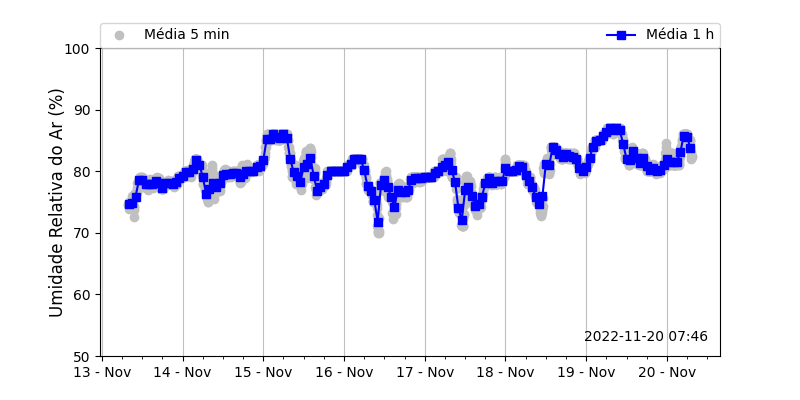 Média 5 min
Média 1 h
Umidade Relativa do Ar (%)
100
90
80
70
60
50
2022-11-20 07:46
13 - Nov
14 - Nov
15 - Nov
16 - Nov
17 - Nov
18 - Nov
19 - Nov
20 - Nov